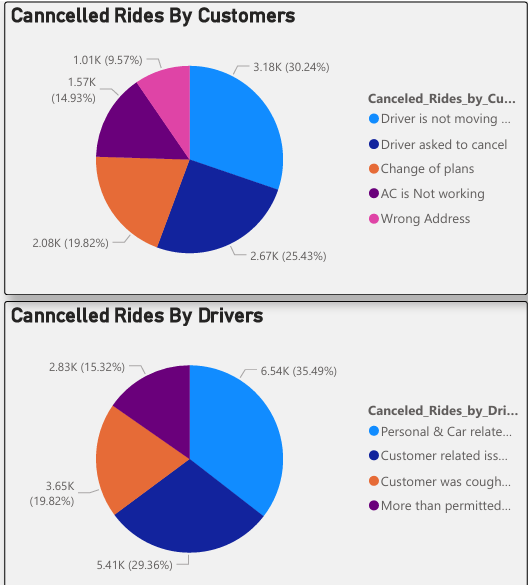 Canncelled Rides By Customers
1.01K (9.57%)
3.18K (30.24%)
1.57K
(14.93%)
2.08K (19.82%)
2.67K (25.43%)
Canceled_Rides_by_Cu...
Driver is not moving ...
Driver asked to cancel
Change of plans
AC is Not working
Wrong Address
Canncelled Rides By Drivers
2.83K (15.32%)
6.54K (35.49%)
3.65K
(19.82%)
5.41K (29.36%)
Canceled_Rides_by_Dri...
Personal & Car relate...
Customer related iss...
Customer was cough...
More than permitted...